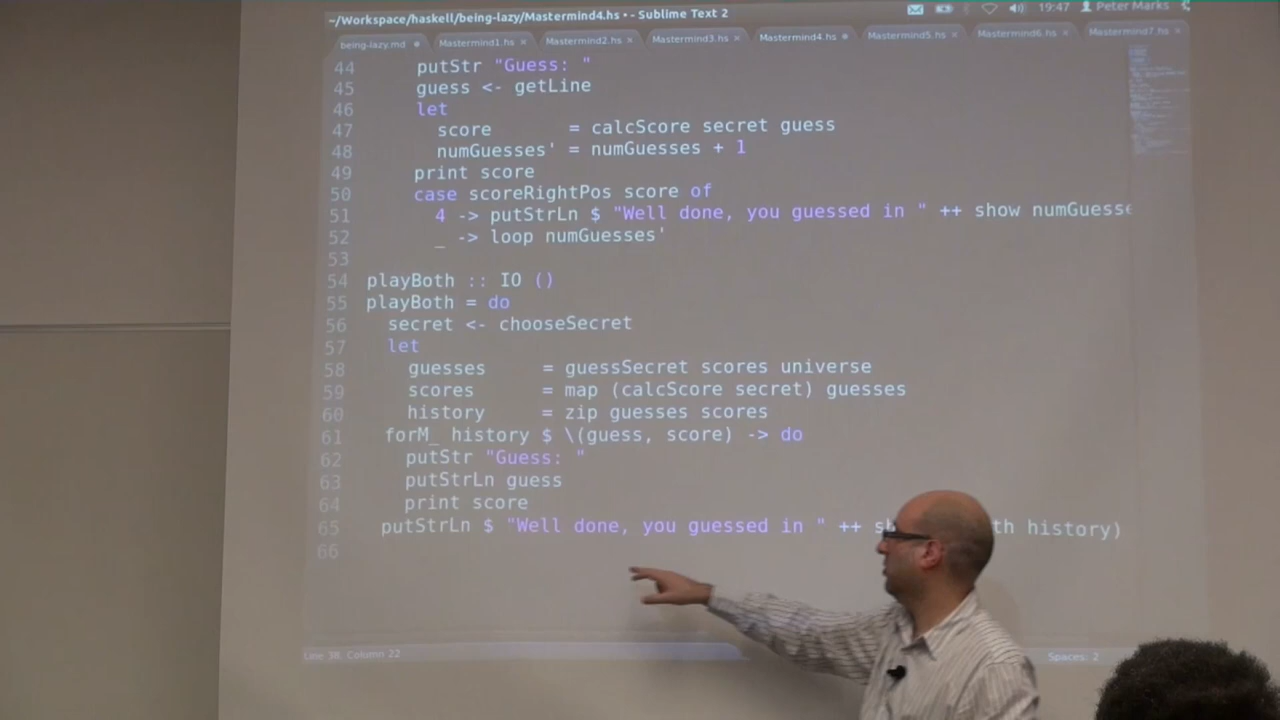 ~/Workspace/haskell/being-lazy/Mastermind4.hs • - Sublime Text 2
19:47 Peter Marks
being-lazy.md Mastermind1.hs × Mastermind2.hs × Mastermind3.hs × Mastermind4.hs Mastermind5.hs × Mastermind6.hs × Mastermind7.hs ×
44 putStr "Guess: "
45 guess <- getLine
46 let
47 score = calcScore secret guess
48 numGuesses' = numGuesses + 1
49 print score
50 case scoreRightPos score of
51 4 -> putStrLn $ "Well done, you guessed in " ++ show numGuesse
52 _ -> loop numGuesses'
53
54 playBoth :: IO ()
55 playBoth = do
56 secret <- chooseSecret
57 let
58 guesses = guessSecret scores universe
59 scores = map (calcScore secret) guesses
60 history = zip guesses scores
61 forM_ history $ \(guess, score) -> do
62 putStr "Guess: "
63 putStrLn guess
64 print score
65 putStrLn $ "Well done, you guessed in " ++ s th history)
66
Line 38, Column 22
Spaces: 2